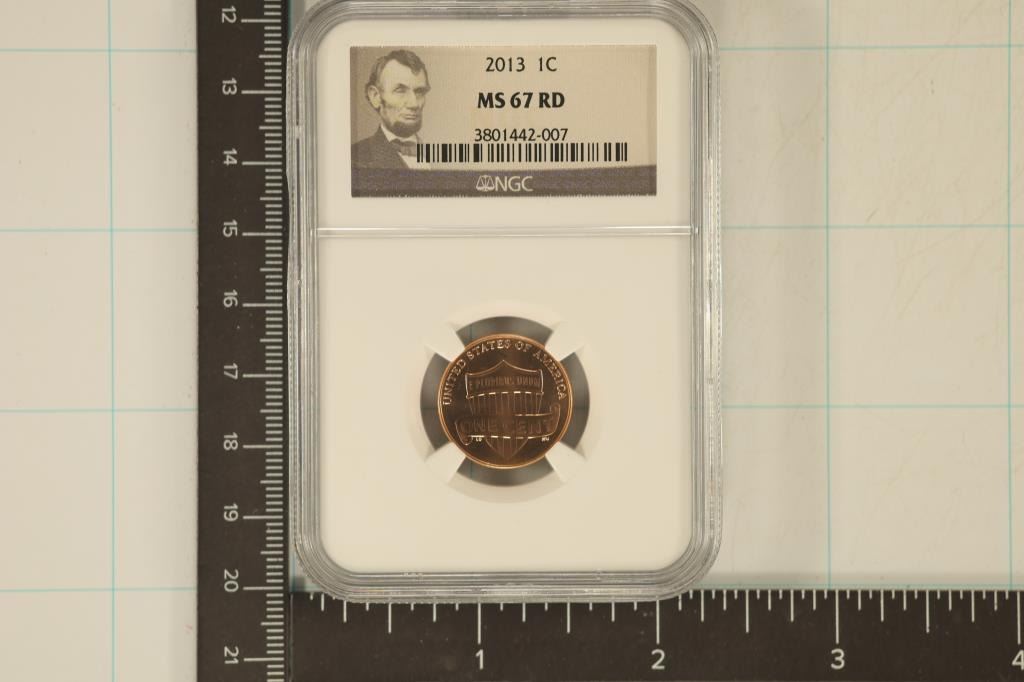 2013 1C
MS 67 RD
3801442-007
NGC
UNITED STATES OF AMERICA
E PLURIBUS UNUM
ONE CENT
12
13
14
15
16
17
18
19
20
21
1 2 3 4